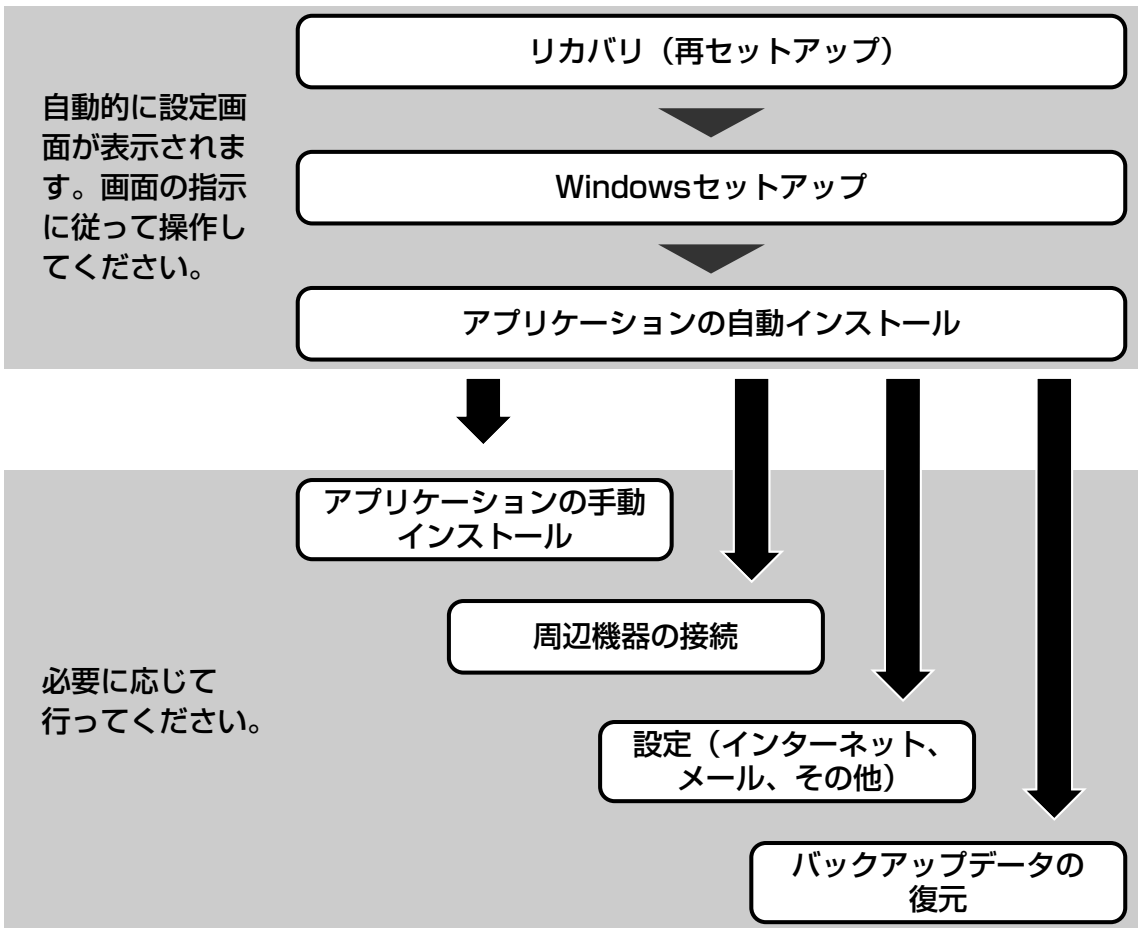 自動的に設定画
面が表示されま
す。画面の指示
に従って操作し
てください。
リカバリ（再セットアップ）
Windowsセットアップ
アプリケーションの自動インストール
必要に応じて
行ってください。
アプリケーションの手動
インストール
周辺機器の接続
設定（インターネット、
メール、その他）
バックアップデータの
復元